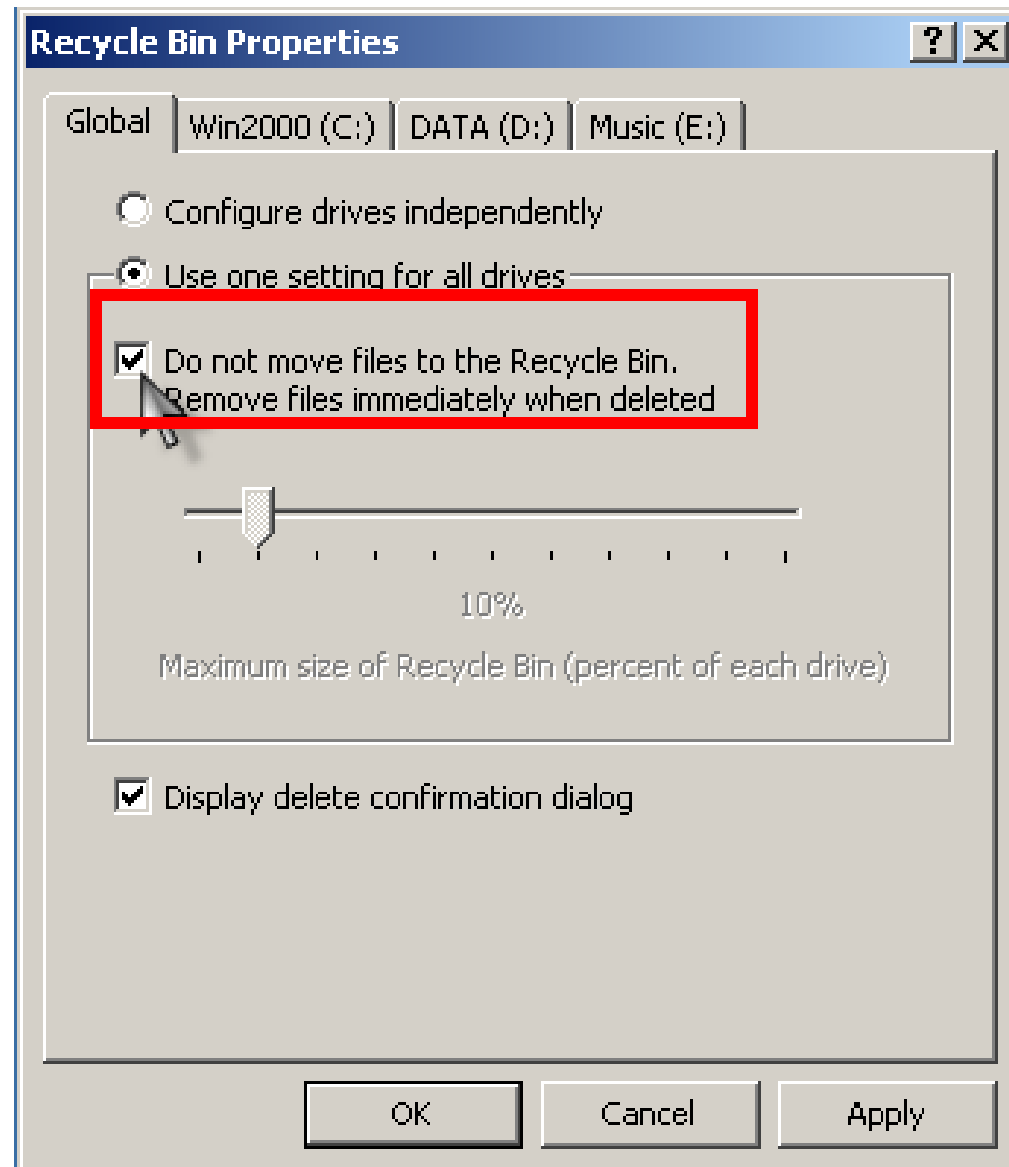 Recycle Bin Properties
Global Win2000 (C:) DATA (D:) Music (E:)
Configure drives independently
Use one setting for all drives
Do not move files to the Recycle Bin.
Remove files immediately when deleted
10%
Maximum size of Recycle Bin (percent of each drive)
Display delete confirmation dialog
OK Cancel Apply